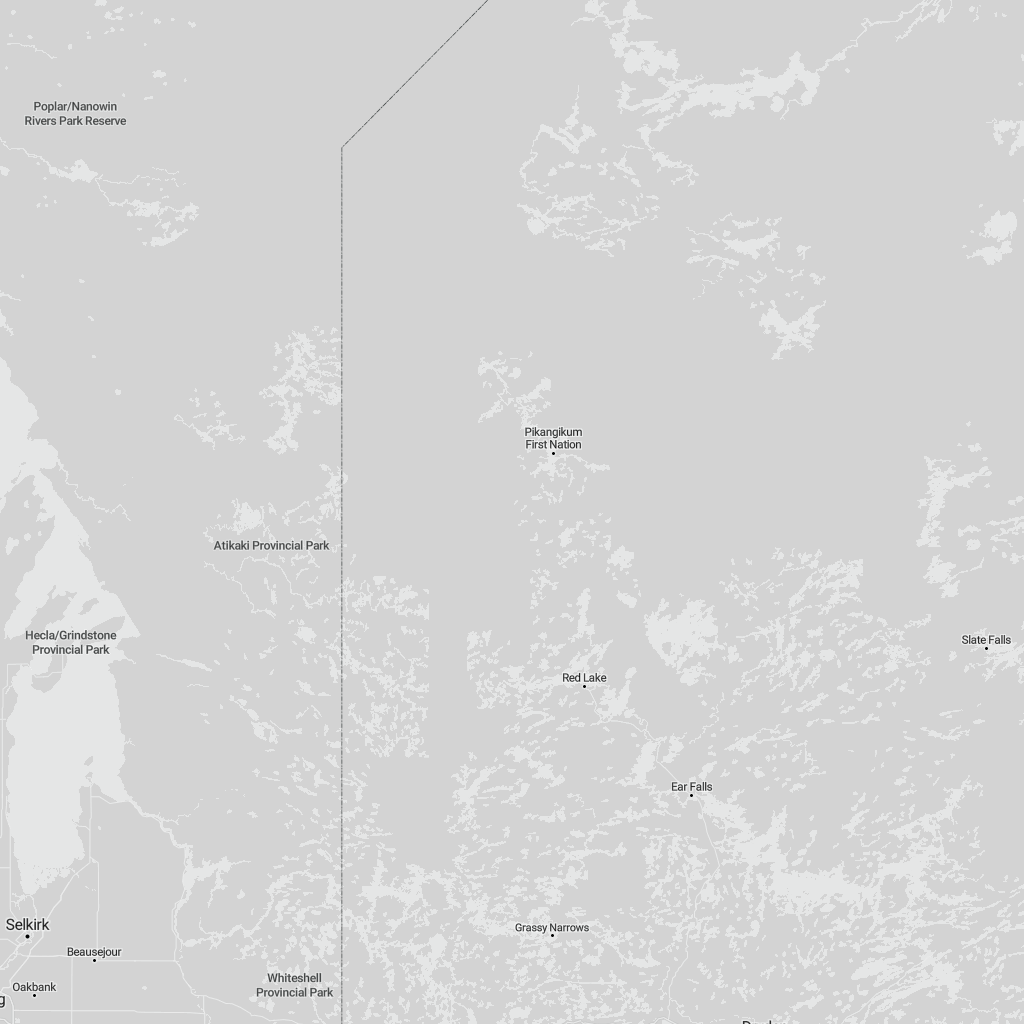 Poplar/Nanowin
Rivers Park Reserve
Pikangikum
First Nation
Atikaki Provincial Park
Hecla/Grindstone
Provincial Park
Slate Falls
Red Lake
Ear Falls
Selkirk
Grassy Narrows
Beausejour
Whiteshell
Provincial Park
Oakbank